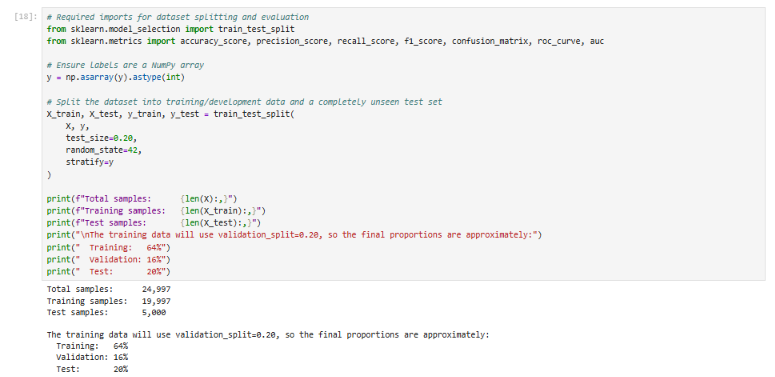 [18]: # Required imports for dataset splitting and evaluation
from sklearn.model_selection import train_test_split
from sklearn.metrics import accuracy_score, precision_score, recall_score, f1_score, confusion_matrix, roc_curve, auc
# Ensure labels are a NumPy array
y = np.asarray(y).astype(int)
# Split the dataset into training/development data and a completely unseen test set
X_train, X_test, y_train, y_test = train_test_split(
X, y,
test_size=0.20,
random_state=42,
stratify=y
)
print(f"Total samples:      {len(X):,}")
print(f"Training samples:   {len(X_train):,}")
print(f"Test samples:       {len(X_test):,}")
print("\nThe training data will use validation_split=0.20, so the final proportions are approximately:")
print("  Training:   64%")
print("  Validation: 16%")
print("  Test:       20%")
Total samples:      24,997
Training samples:   19,997
Test samples:       5,000
The training data will use validation_split=0.20, so the final proportions are approximately:
Training:   64%
Validation: 16%
Test:       20%